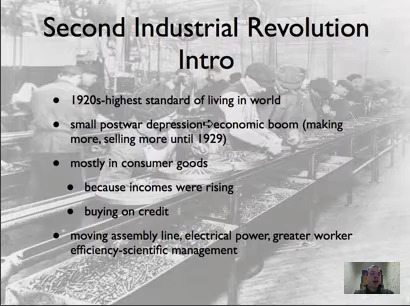 Second Industrial Revolution
Intro
• 1920s-highest standard of living in world
• small postwar depression➪economic boom (making
more, selling more until 1929)
• mostly in consumer goods
• because incomes were rising
• buying on credit
• moving assembly line, electrical power, greater worker
efficiency-scientific management